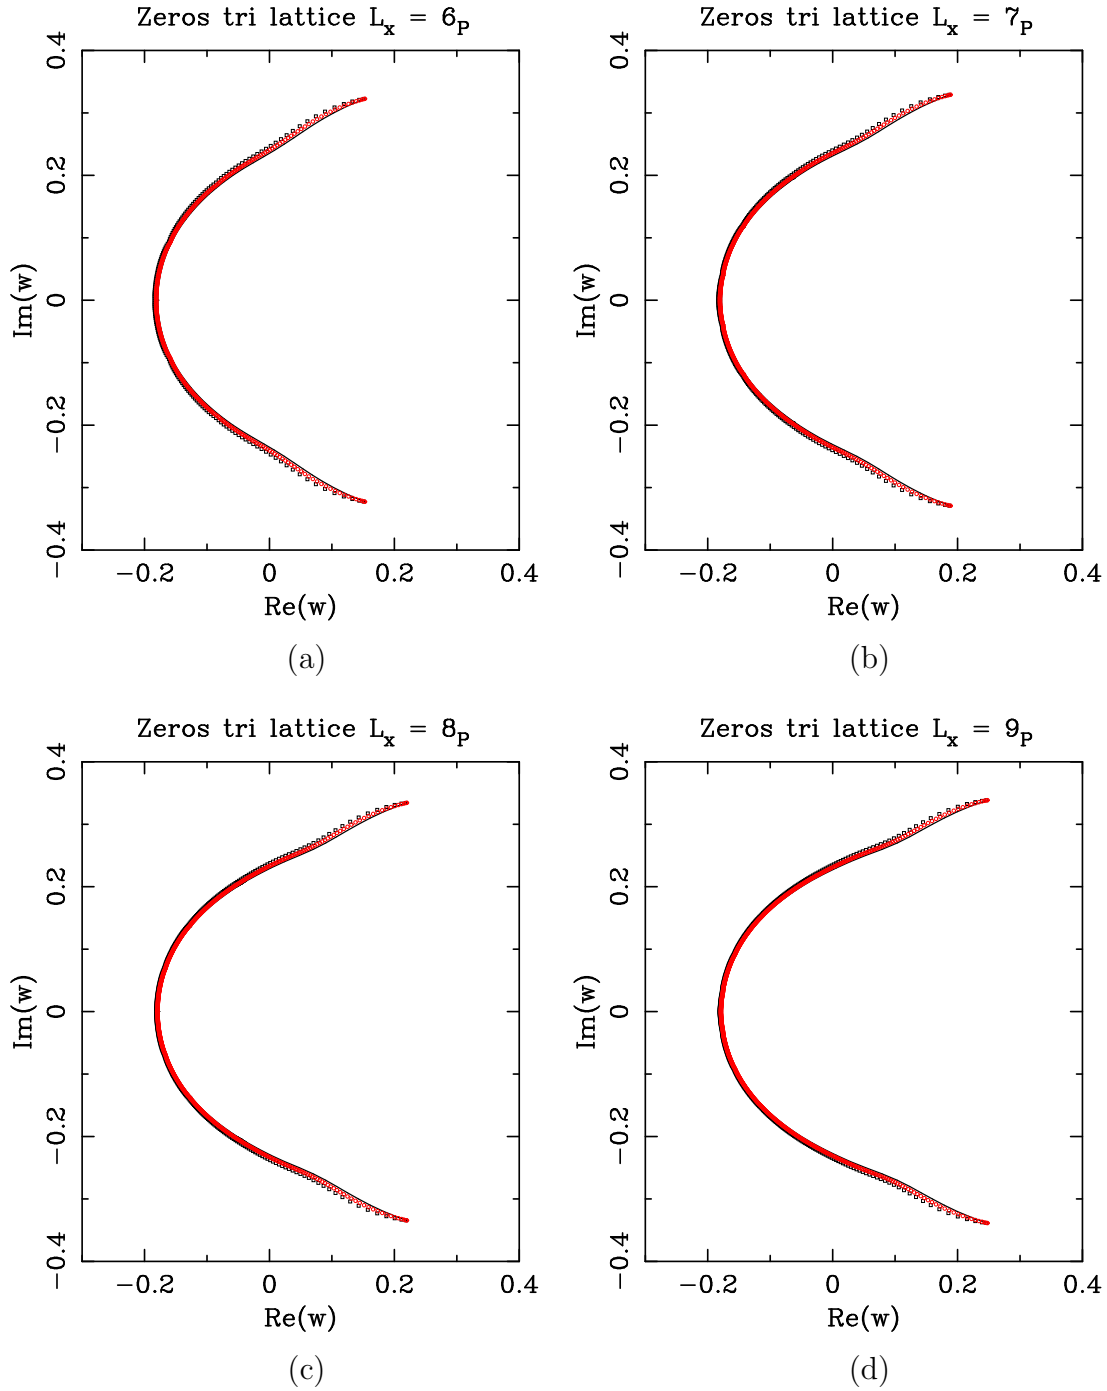 Zeros tri lattice Lₓ = 6_P
Zeros tri lattice Lₓ = 7_P
0.4
0.2
0
−0.2
−0.4
Im(w)
−0.2 0 0.2 0.4
Re(w)
(a)
0.4
0.2
0
−0.2
−0.4
Im(w)
−0.2 0 0.2 0.4
Re(w)
(b)
Zeros tri lattice Lₓ = 8_P
Zeros tri lattice Lₓ = 9_P
0.4
0.2
0
−0.2
−0.4
Im(w)
−0.2 0 0.2 0.4
Re(w)
(c)
0.4
0.2
0
−0.2
−0.4
Im(w)
−0.2 0 0.2 0.4
Re(w)
(d)